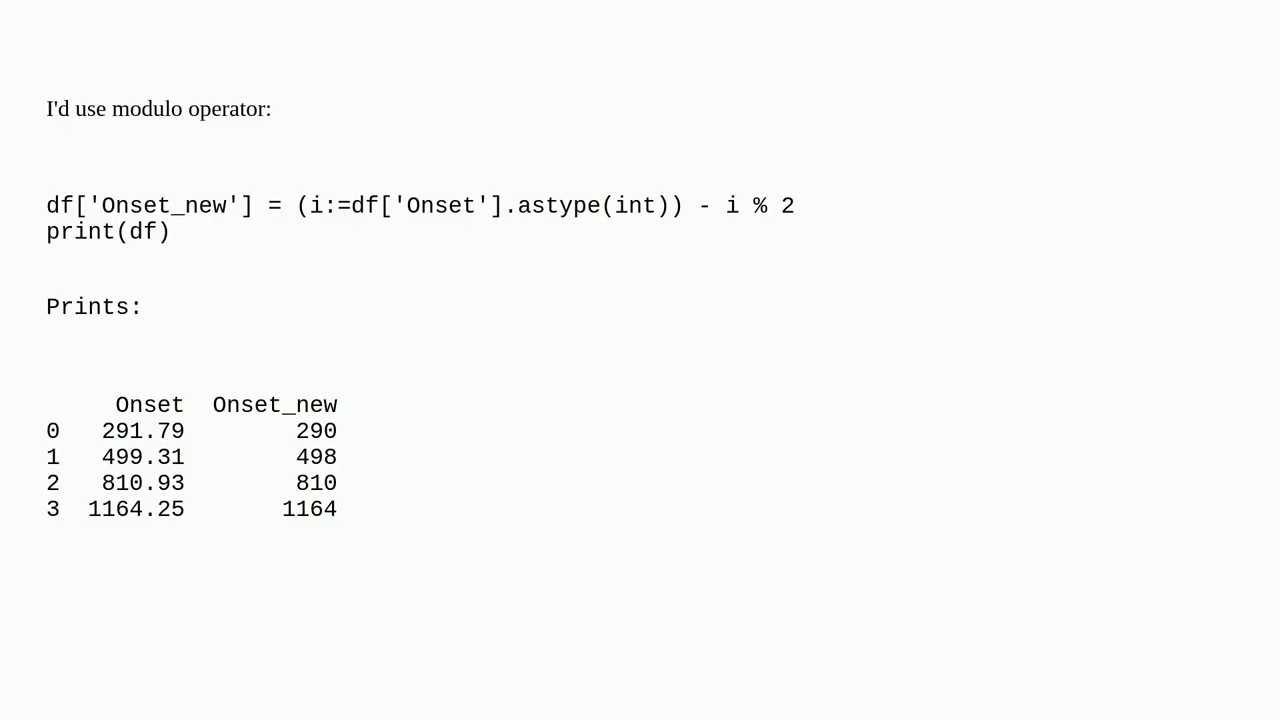 I'd use modulo operator:
df['Onset_new'] = (i:=df['Onset'].astype(int)) - i % 2
print(df)
Prints:
     Onset  Onset_new
0   291.79        290
1   499.31        498
2   810.93        810
3  1164.25       1164